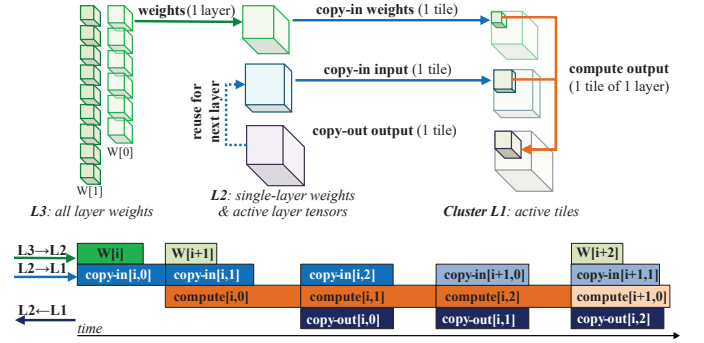 weights (1 layer)
copy-in weights (1 tile)
copy-in input (1 tile)
compute output
(1 tile of 1 layer)
reuse for
next layer
copy-out output (1 tile)
W[0]
W[1]
L3: all layer weights
L2: single-layer weights
& active layer tensors
Cluster L1: active tiles
L3→L2
W[i]
W[i+1]
W[i+2]
L2→L1
copy-in[i,0]
copy-in[i,1]
copy-in[i,2]
copy-in[i+1,0]
copy-in[i+1,1]
compute[i,0]
compute[i,1]
compute[i,2]
compute[i+1,0]
L2←L1
copy-out[i,0]
copy-out[i,1]
copy-out[i,2]
time